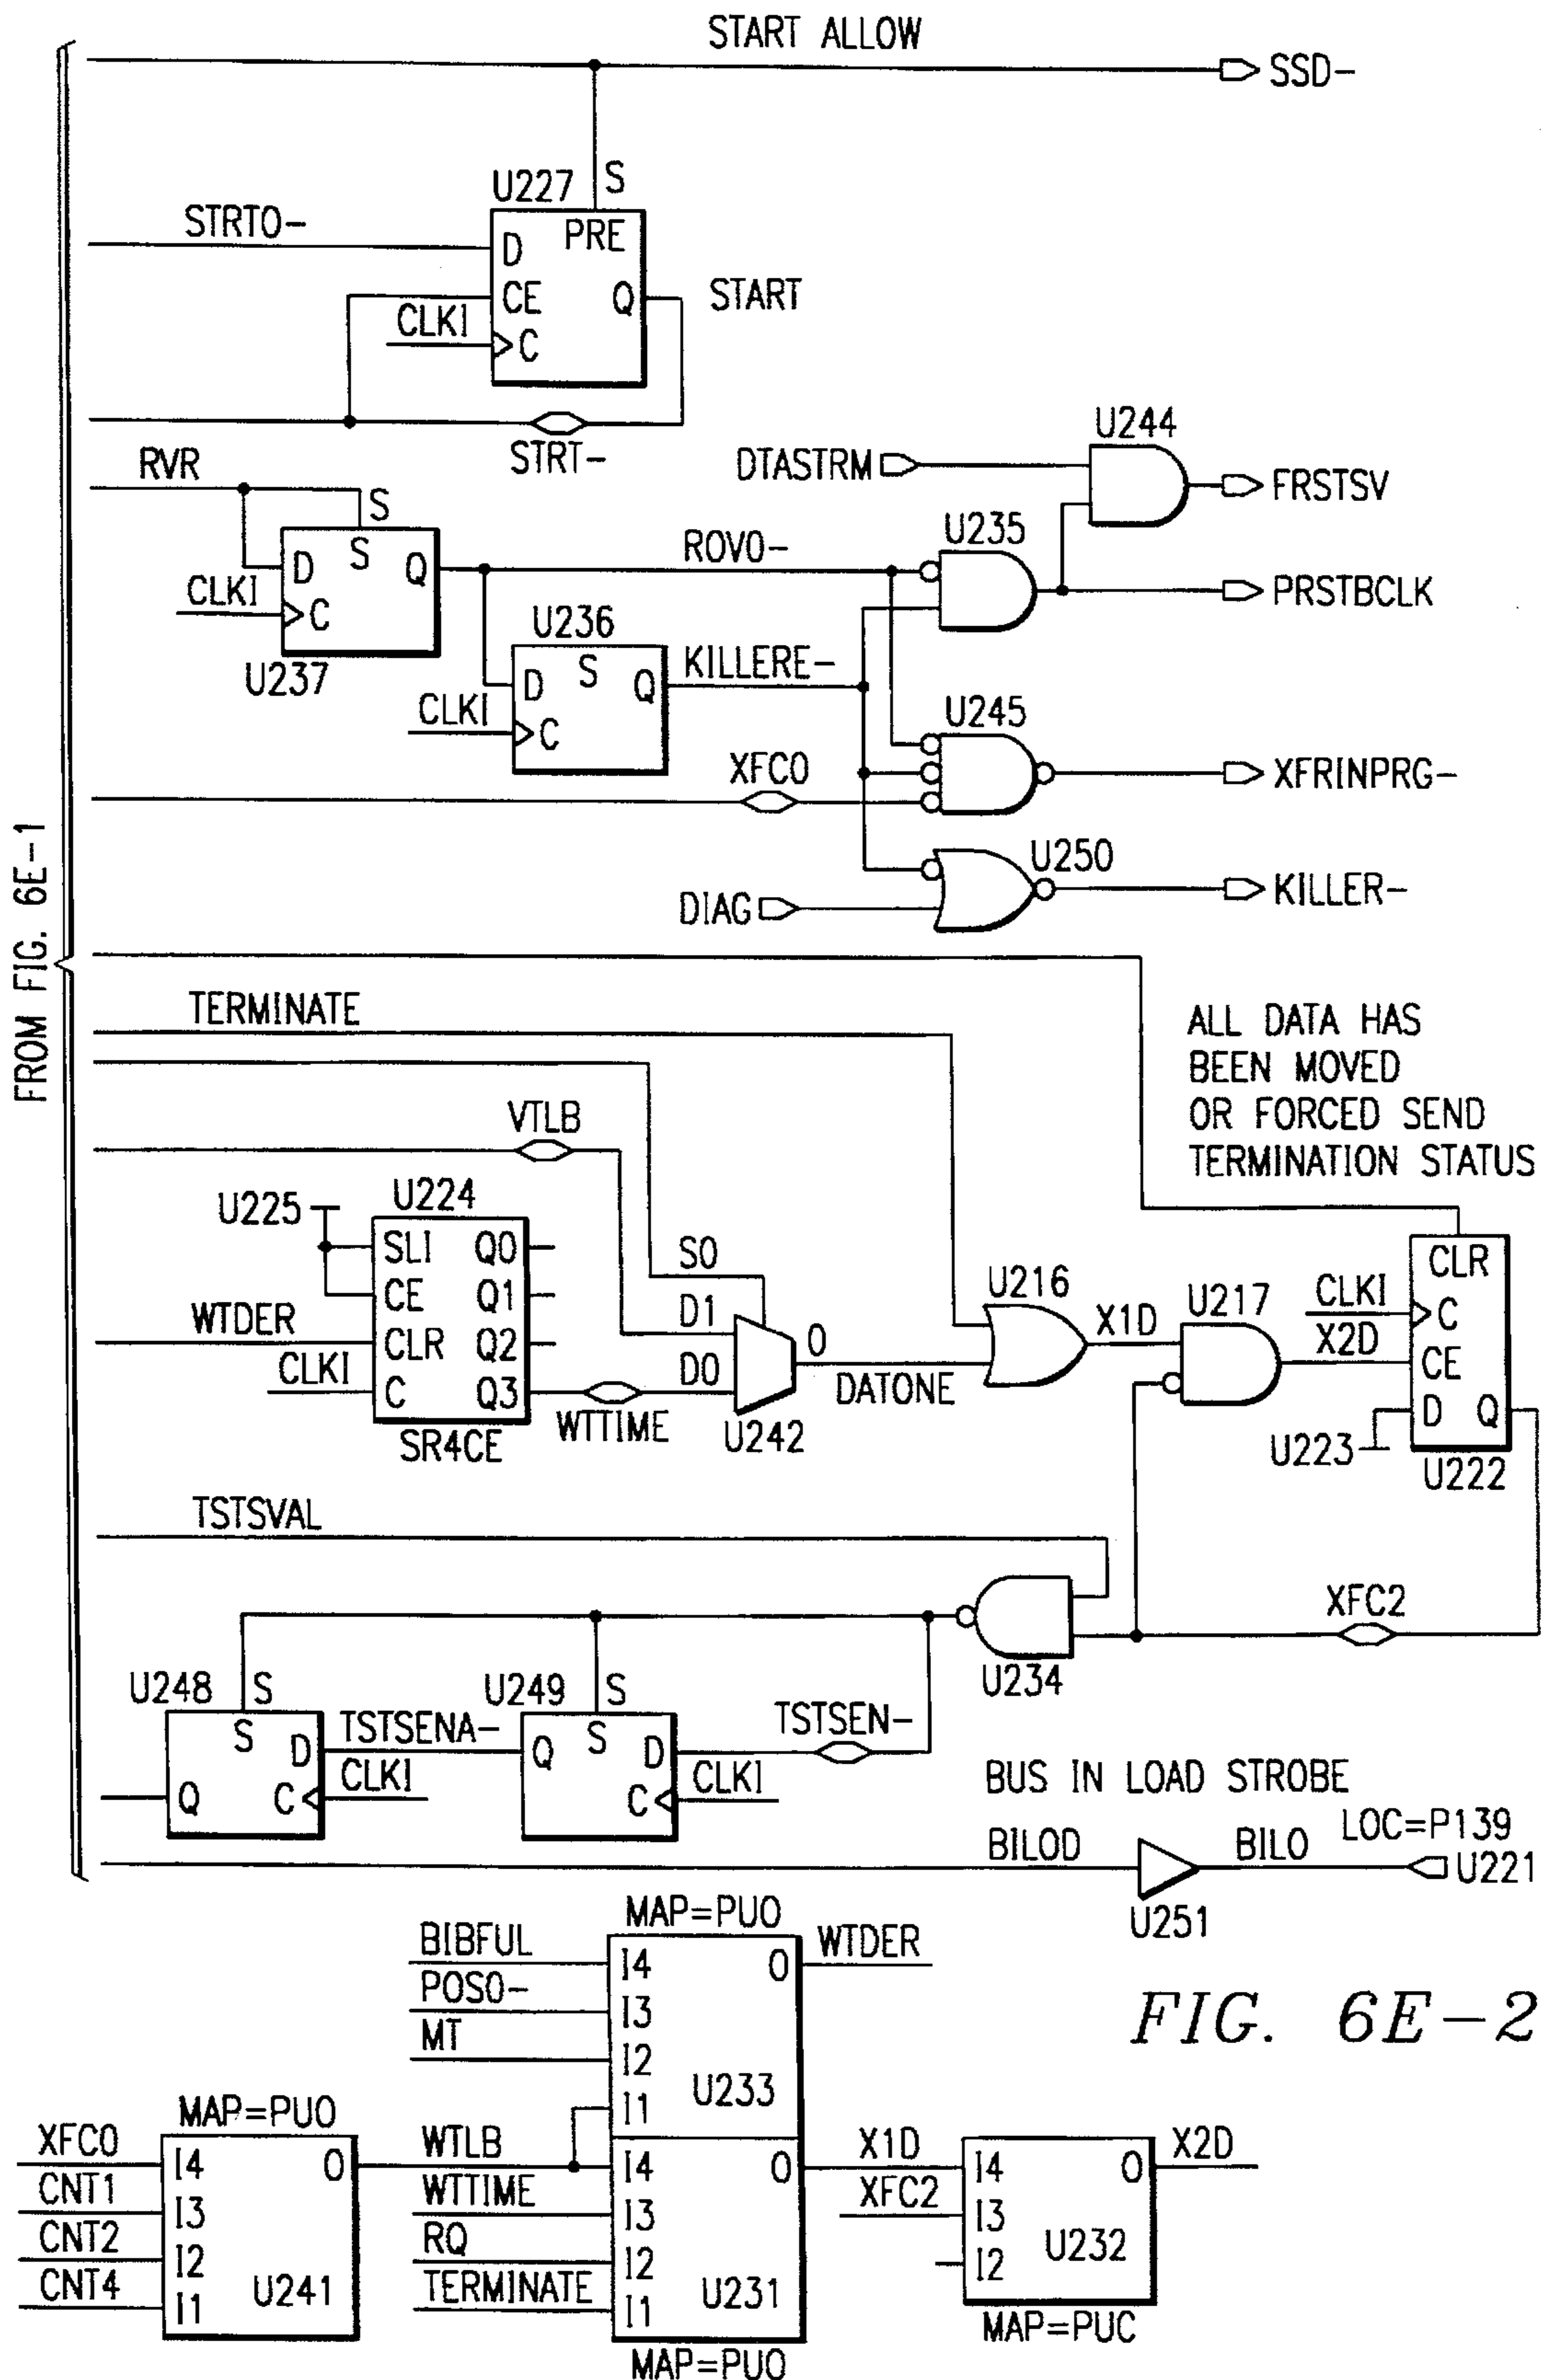 START ALLOW
SSD-
U227
S
STRTO-
D
PRE
CE
Q
START
CLKI
C
STRT-
RVR
S
D
S
Q
CLKI
C
U237
ROVO-
U236
D
S
Q
CLKI
C
KILLERE-
DTASTRM
U244
FRSTSV
U235
PRSTBCLK
U245
XFCO
XFRINPRG-
U250
DIAG
KILLER-
FROM FIG. 6E-1
TERMINATE
ALL DATA HAS
BEEN MOVED
OR FORCED SEND
TERMINATION STATUS
VTLB
U225
U224
SLI
Q0
CE
Q1
WTDER
CLR
Q2
CLKI
C
Q3
SR4CE
WTTIME
S0
D1
D0
O
U242
DATONE
U216
X1D
U217
CLKI
X2D
CLR
C
CE
D
Q
U223
U222
TSTSVAL
XFC2
U234
U248
S
S
D
Q
C
TSTSENA-
CLKI
U249
S
Q
S
D
C
TSTSEN-
CLKI
BUS IN LOAD STROBE
BILOD
U251
BILO
LOC=P139
U221
MAP=PUO
BIBFUL
I4
O
WTDER
POSO-
I3
MT
I2
U233
I1
FIG. 6E-2
MAP=PUO
XFCO
I4
O
CNT1
I3
CNT2
I2
CNT4
I1
U241
WTLB
I4
O
WTTIME
I3
RQ
I2
TERMINATE
I1
U231
MAP=PUO
X1D
I4
O
X2D
XFC2
I3
I2
U232
MAP=PUC